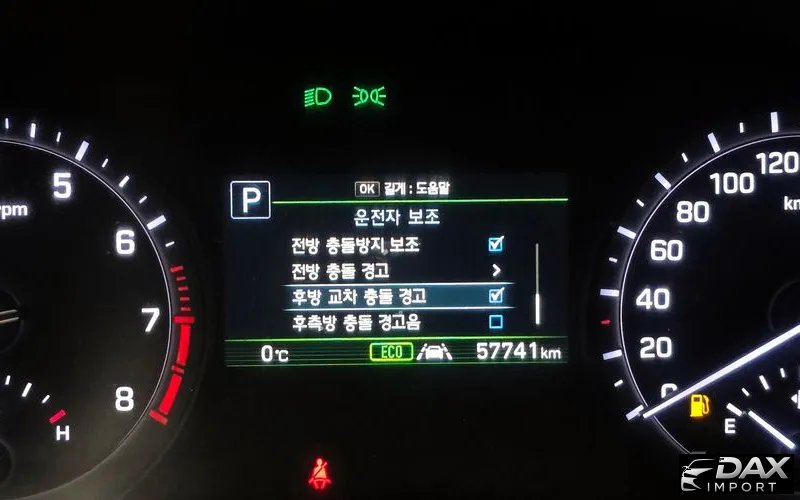 P
OK 길게 : 도움말
운전자 보조
전방 충돌방지 보조
전방 충돌 경고
후방 교차 충돌 경고
후측방 충돌 경고음
0°C
ECO
57741 km
5
6
7
8
H
120
100
80
60
40
20
0
E
DAX
IMPORT